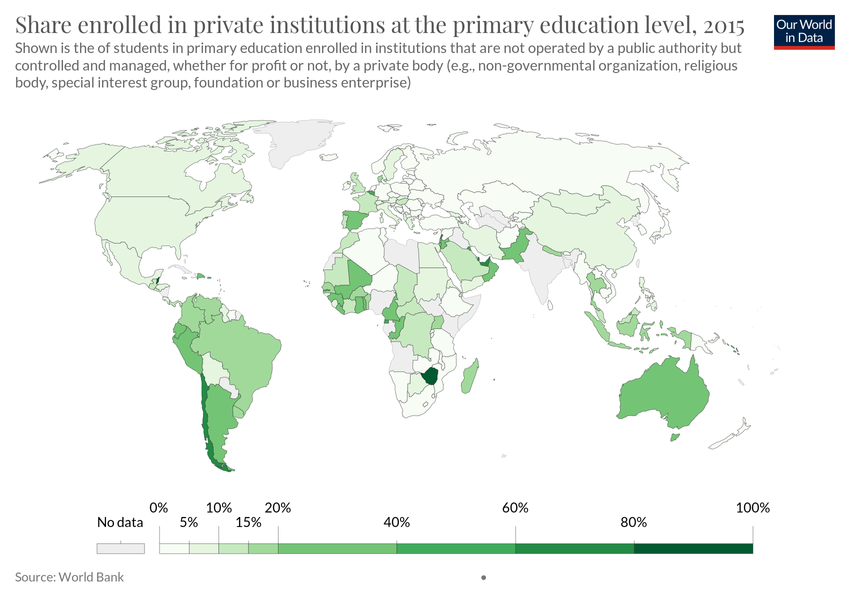 Share enrolled in private institutions at the primary education level, 2015
Our World
in Data
Shown is the of students in primary education enrolled in institutions that are not operated by a public authority but
controlled and managed, whether for profit or not, by a private body (e.g., non-governmental organization, religious
body, special interest group, foundation or business enterprise)
No data
0%
5%
10%
15%
20%
40%
60%
80%
100%
Source: World Bank